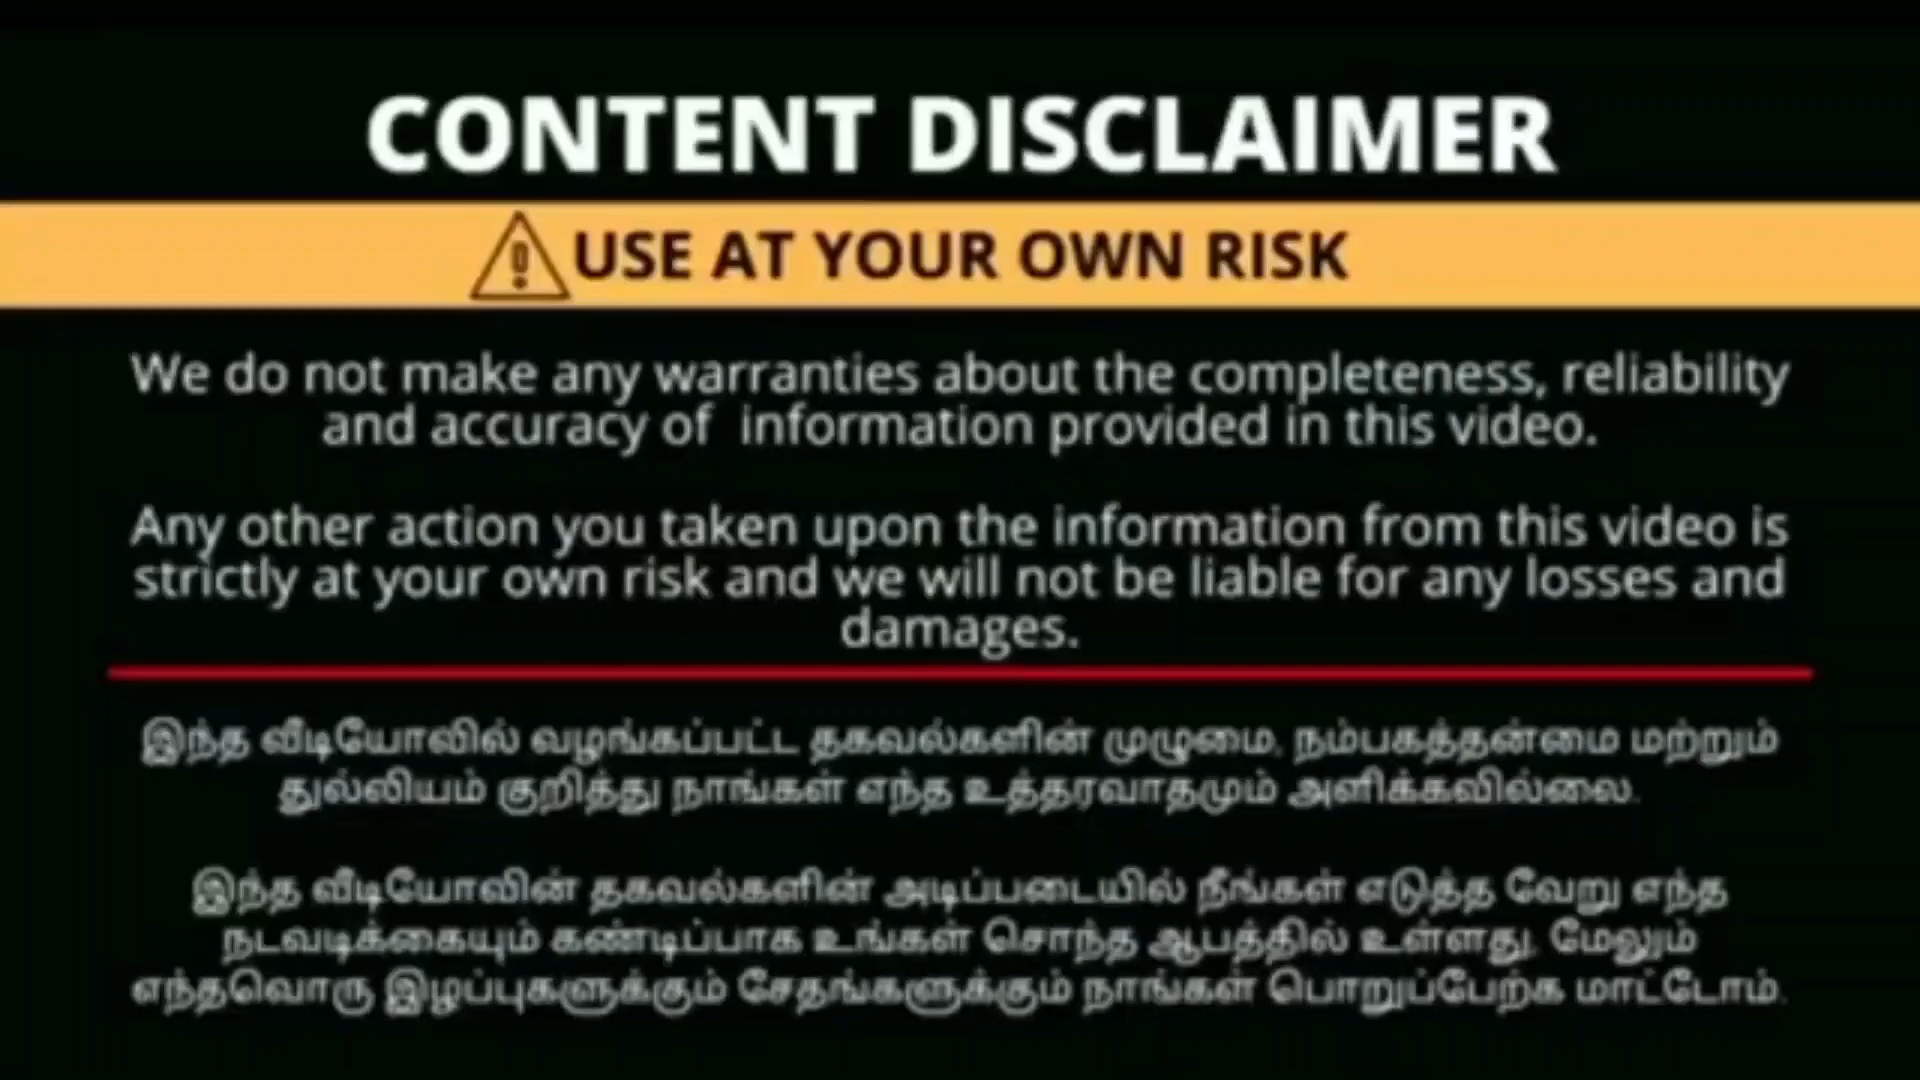 CONTENT DISCLAIMER
USE AT YOUR OWN RISK
We do not make any warranties about the completeness, reliability
and accuracy of information provided in this video.
Any other action you taken upon the information from this video is
strictly at your own risk and we will not be liable for any losses and
damages.
இந்த வீடியோவில் வழங்கப்பட்ட தகவல்களின் முழுமை, நம்பகத்தன்மை மற்றும்
துல்லியம் குறித்து நாங்கள் எந்த உத்தரவாதமும் அளிக்கவில்லை.
இந்த வீடியோவின் தகவல்களின் அடிப்படையில் நீங்கள் எடுத்த வேறு எந்த
நடவடிக்கையும் கண்டிப்பாக உங்கள் சொந்த ஆபத்தில் உள்ளது, மேலும்
எந்தவொரு இழப்புகளுக்கும் சேதங்களுக்கும் நாங்கள் பொறுப்பேற்க மாட்டோம்.